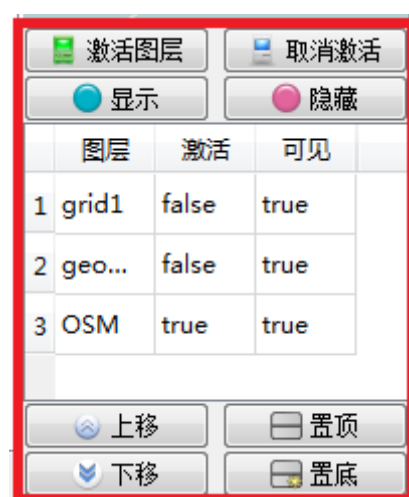 激活图层 取消激活
显示 隐藏
图层 激活 可见
1 grid1 false true
2 geo... false true
3 OSM true true
上移 置顶
下移 置底